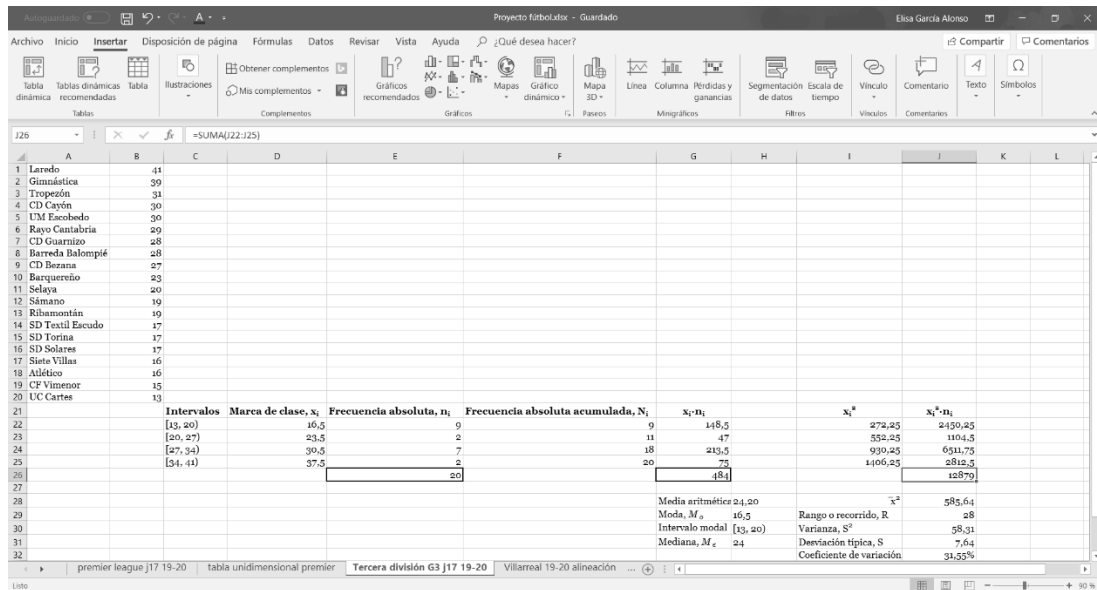 Autoguardado
Proyecto fútbol.xlsx - Guardado
Elisa García Alonso
Archivo Inicio Insertar Disposición de página Fórmulas Datos Revisar Vista Ayuda ¿Qué desea hacer? Compartir Comentarios
Tabla dinámica
Tablas dinámicas recomendadas
Tabla
Tablas
Ilustraciones
Obtener complementos
Mis complementos
Complementos
Gráficos recomendados
Mapas
Gráfico dinámico
Gráficos
Mapa 3D
Paseos
Línea
Columna
Pérdidas y ganancias
Minigráficos
Segmentación de datos
Escala de tiempo
Filtros
Vínculo
Vínculos
Comentario
Comentarios
Texto
Símbolos
J26 fx =SUMA(J22:J25)
A B C D E F G H I J K L
1 Laredo 41
2 Gimnástica 39
3 Tropezón 31
4 CD Cayón 30
5 UM Escobedo 30
6 Rayo Cantabria 29
7 CD Guarnizo 28
8 Barreda Balompié 28
9 CD Bezana 27
10 Barquereño 23
11 Selaya 20
12 Sámano 19
13 Ribamontán 19
14 SD Textil Escudo 17
15 SD Torina 17
16 SD Solares 17
17 Siete Villas 16
18 Atlético 16
19 CF Vimenor 15
20 UC Cartes 13
21 Intervalos Marca de clase, xᵢ Frecuencia absoluta, nᵢ Frecuencia absoluta acumulada, Nᵢ xᵢ·nᵢ xᵢ² xᵢ²·nᵢ
22 [13, 20) 16,5 9 9 148,5 272,25 2450,25
23 [20, 27) 23,5 2 11 47 552,25 1104,5
24 [27, 34) 30,5 7 18 213,5 930,25 6511,75
25 [34, 41) 37,5 2 20 75 1406,25 2812,5
26 20 484 12879
27
28 Media aritmética 24,20 x̄² 585,64
29 Moda, Mₒ 16,5 Rango o recorrido, R 28
30 Intervalo modal [13, 20) Varianza, S² 58,31
31 Mediana, Mₑ 24 Desviación típica, S 7,64
32 Coeficiente de variación 31,55%
premier league j17 19-20 tabla unidimensional premier Tercera división G3 j17 19-20 Villarreal 19-20 alineación ...
Listo 90 %